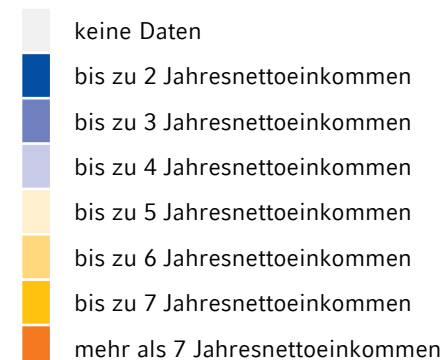 keine Daten
bis zu 2 Jahresnettoeinkommen
bis zu 3 Jahresnettoeinkommen
bis zu 4 Jahresnettoeinkommen
bis zu 5 Jahresnettoeinkommen
bis zu 6 Jahresnettoeinkommen
bis zu 7 Jahresnettoeinkommen
mehr als 7 Jahresnettoeinkommen